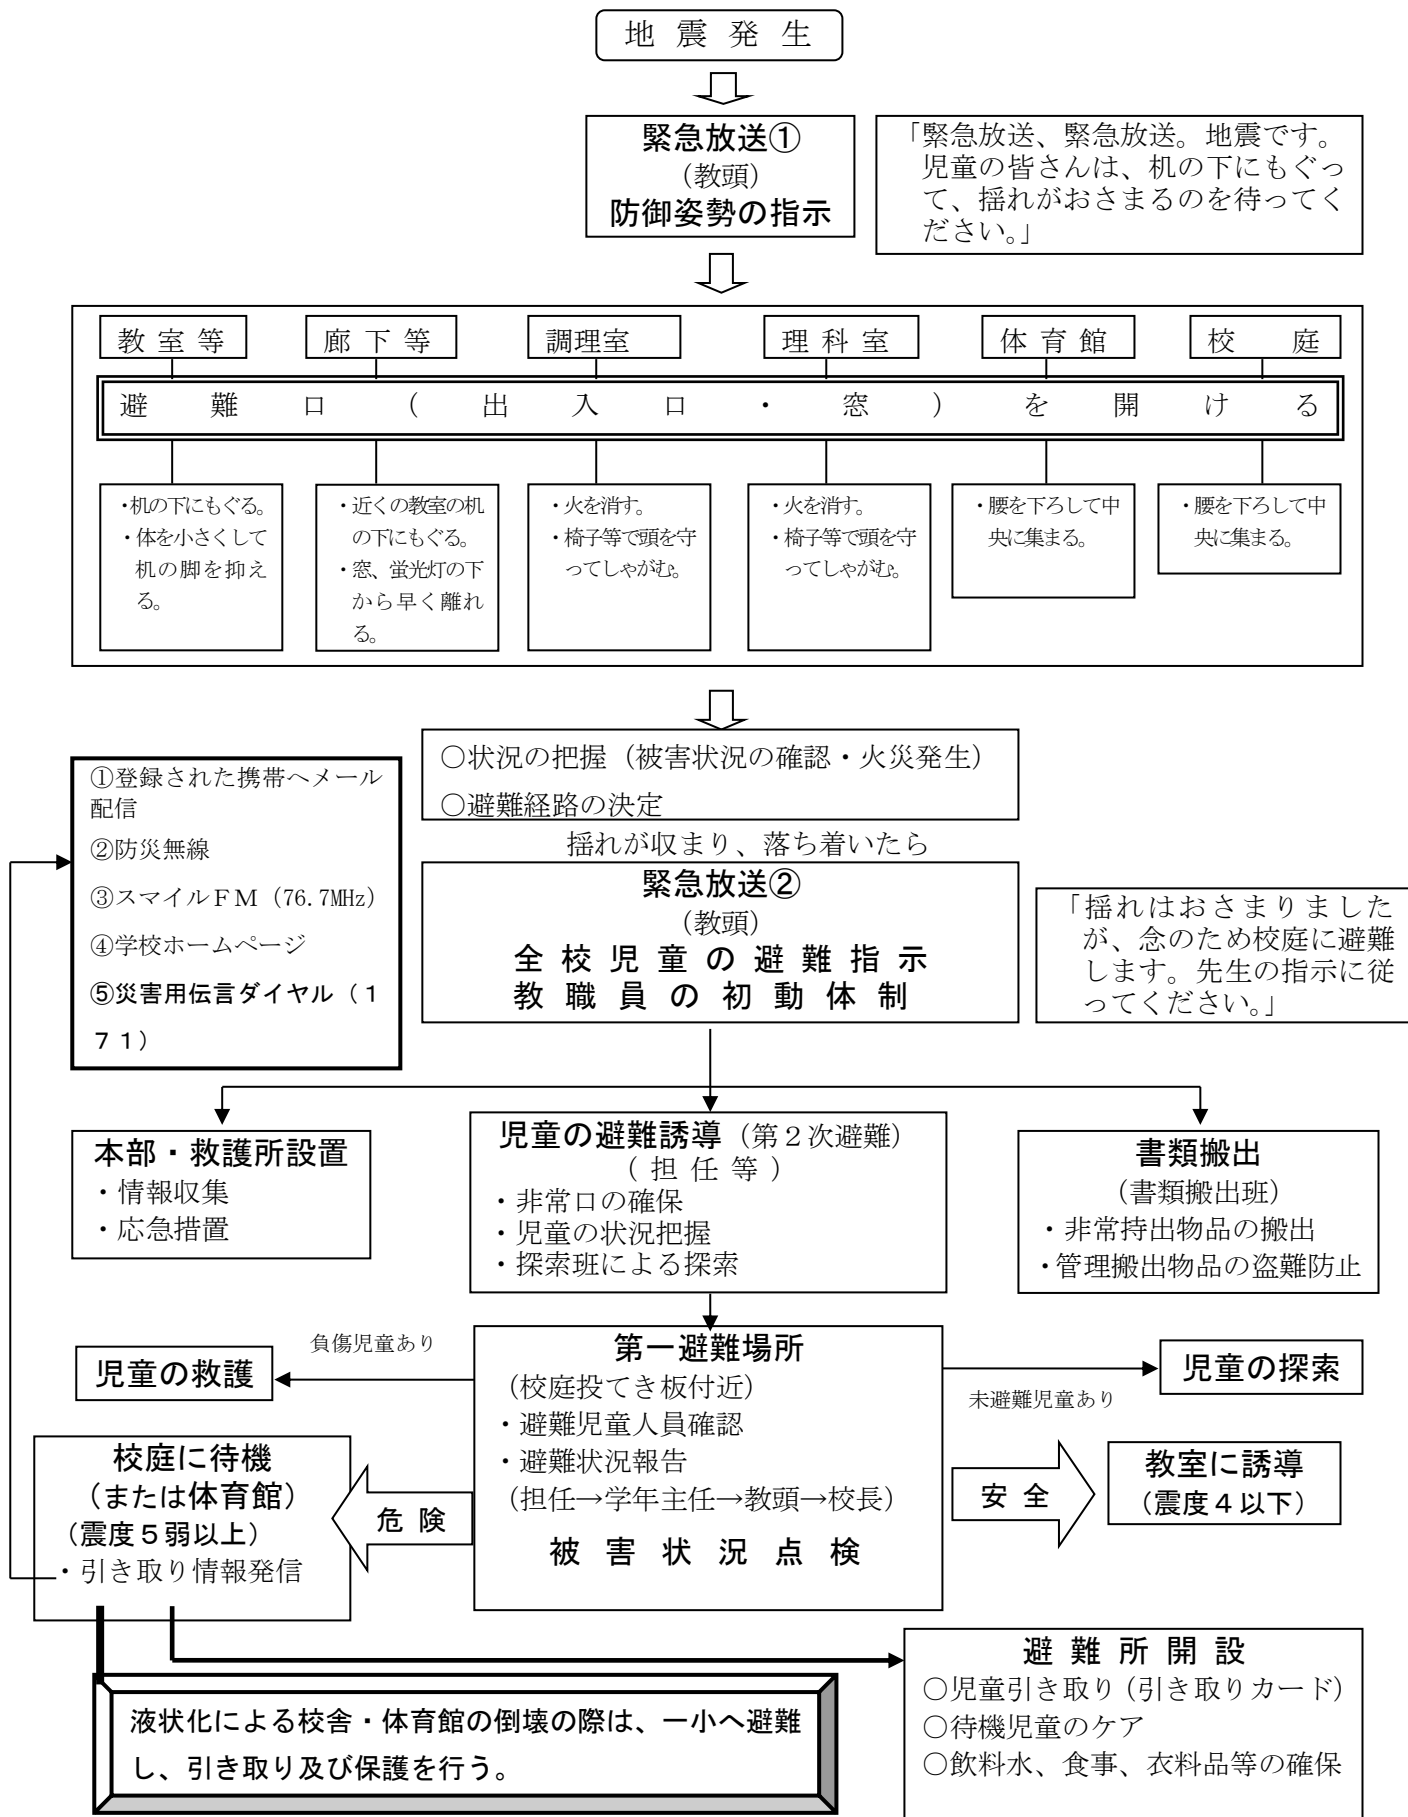 地震発生
緊急放送①
（教頭）
防御姿勢の指示
「緊急放送、緊急放送。地震です。
児童の皆さんは、机の下にもぐっ
て、揺れがおさまるのを待ってく
ださい。」
教室等
廊下等
調理室
理科室
体育館
校庭
避難口（出入口・窓）を開ける
・机の下にもぐる。
・体を小さくして
机の脚を抑え
る。
・近くの教室の机
の下にもぐる。
・窓、蛍光灯の下
から早く離れ
る。
・火を消す。
・椅子等で頭を守
ってしゃがむ。
・火を消す。
・椅子等で頭を守
ってしゃがむ。
・腰を下ろして中
央に集まる。
・腰を下ろして中
央に集まる。
○状況の把握（被害状況の確認・火災発生）
○避難経路の決定
揺れが収まり、落ち着いたら
①登録された携帯へメール
配信
②防災無線
③スマイルＦＭ（76.7MHz）
④学校ホームページ
⑤災害用伝言ダイヤル（１
７１）
緊急放送②
（教頭）
全校児童の避難指示
教職員の初動体制
「揺れはおさまりました
が、念のため校庭に避難
します。先生の指示に従
ってください。」
本部・救護所設置
・情報収集
・応急措置
児童の避難誘導（第２次避難）
（担任等）
・非常口の確保
・児童の状況把握
・探索班による探索
書類搬出
（書類搬出班）
・非常持出物品の搬出
・管理搬出物品の盗難防止
負傷児童あり
児童の救護
第一避難場所
（校庭投てき板付近）
・避難児童人員確認
・避難状況報告
（担任→学年主任→教頭→校長）
被害状況点検
児童の探索
未避難児童あり
校庭に待機
（または体育館）
（震度５弱以上）
・引き取り情報発信
危険
安全
教室に誘導
（震度４以下）
避難所開設
○児童引き取り（引き取りカード）
○待機児童のケア
○飲料水、食事、衣料品等の確保
液状化による校舎・体育館の倒壊の際は、一小へ避難
し、引き取り及び保護を行う。